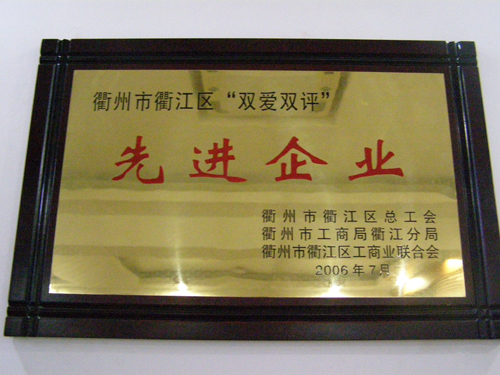 衢州市衢江区“双爱双评”
先进企业
衢州市衢江区总工会
衢州市工商局衢江分局
衢州市衢江区工商业联合会
2006年7月